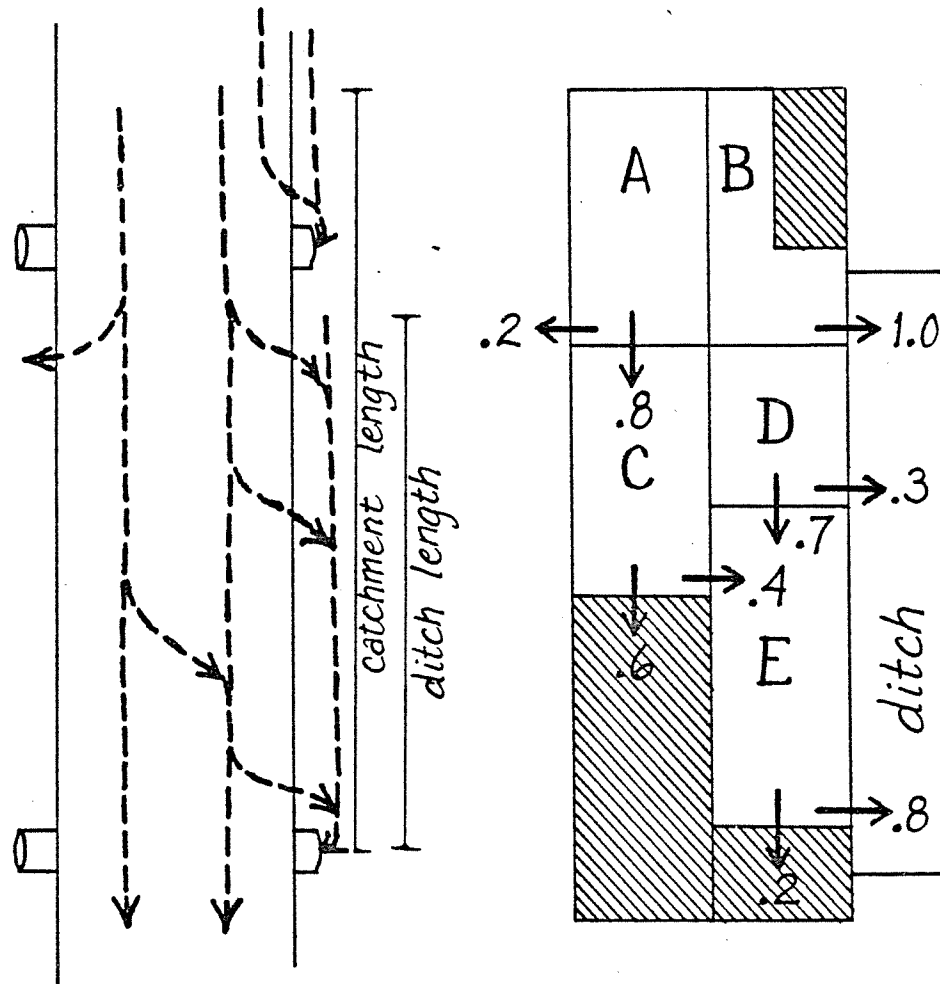 catchment length
ditch length
A
B
.2
1.0
.8
C
D
.3
.7
.4
.6
E
ditch
.8
.2